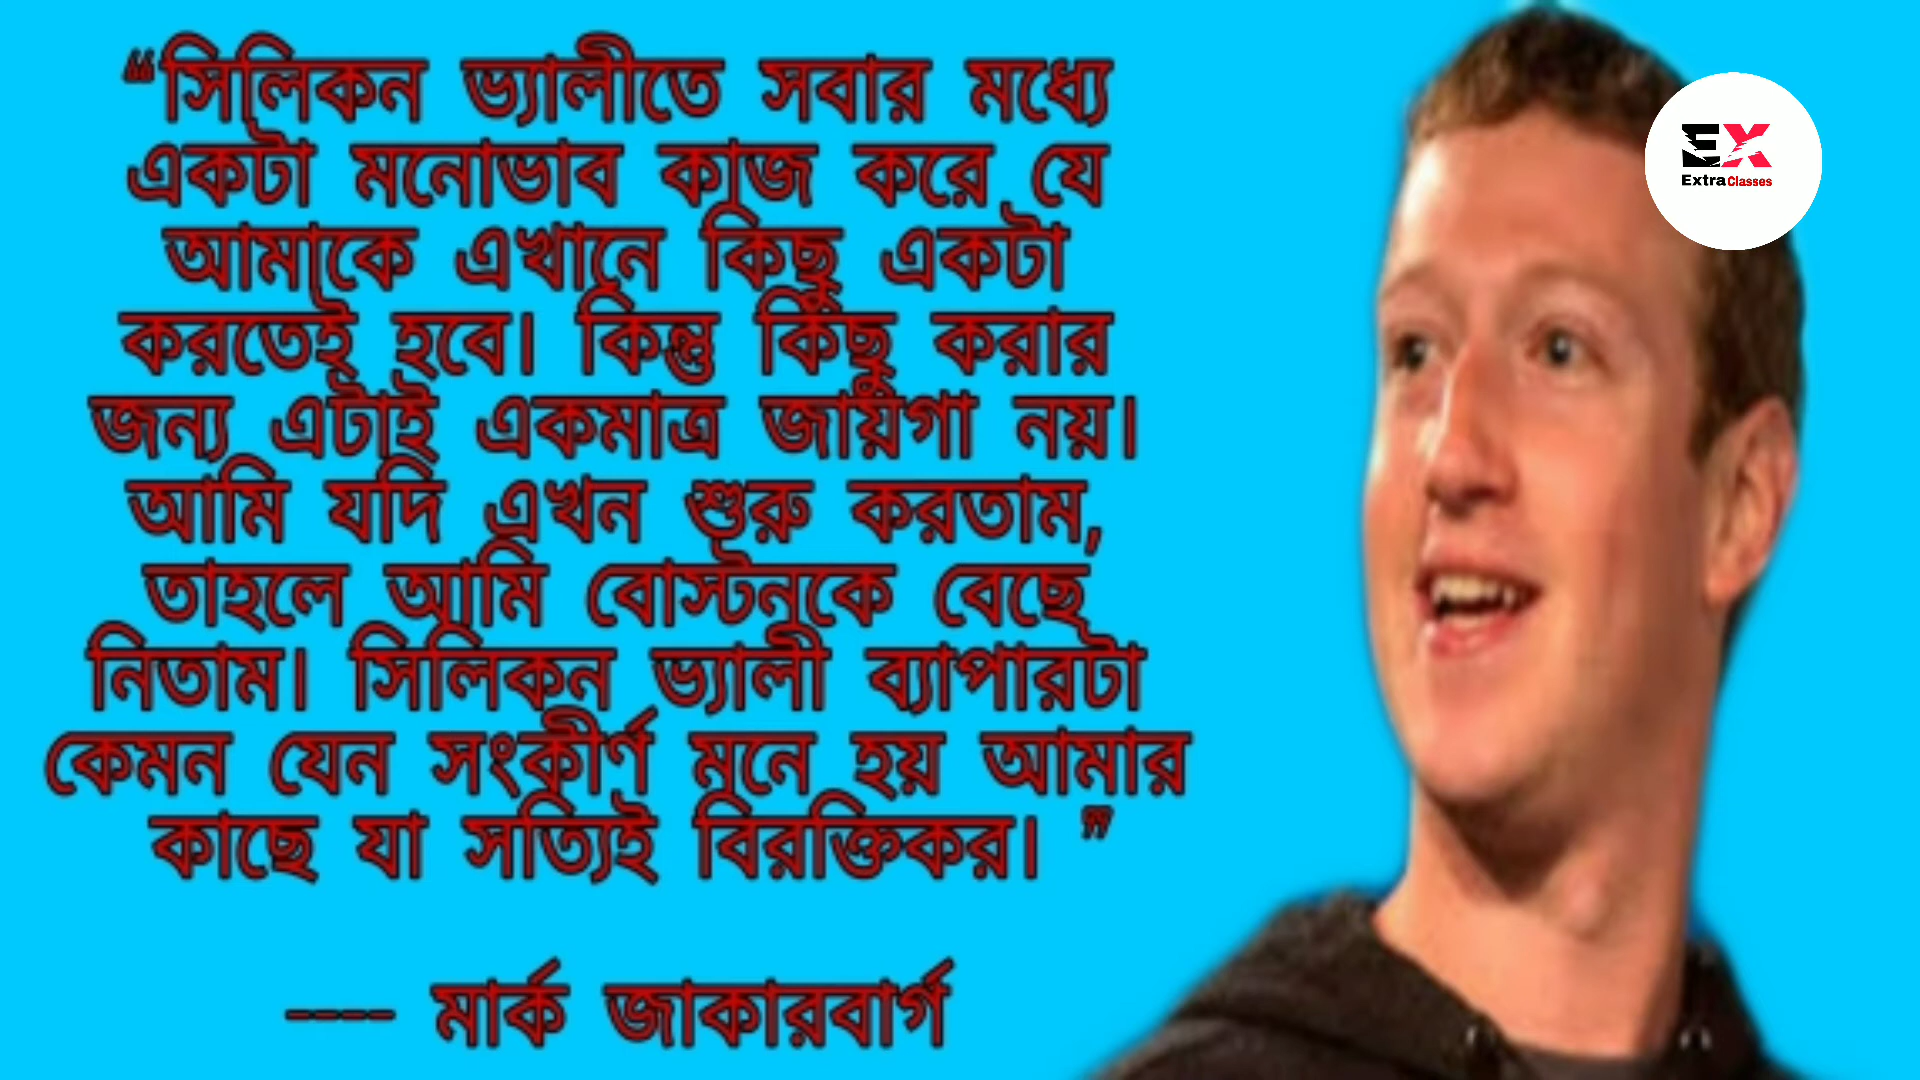 “সিলিকন ভ্যালীতে সবার মধ্যে
একটা মনোভাব কাজ করে যে
আমাকে এখানে কিছু একটা
করতেই হবে। কিন্তু কিছু করার
জন্য এটাই একমাত্র জায়গা নয়।
আমি যদি এখন শুরু করতাম,
তাহলে আমি বোস্টনকে বেছে
নিতাম। সিলিকন ভ্যালী ব্যাপারটা
কেমন যেন সংকীর্ণ মনে হয় আমার
কাছে যা সত্যিই বিরক্তিকর। ”
---- মার্ক জাকারবার্গ
EX
Extra Classes